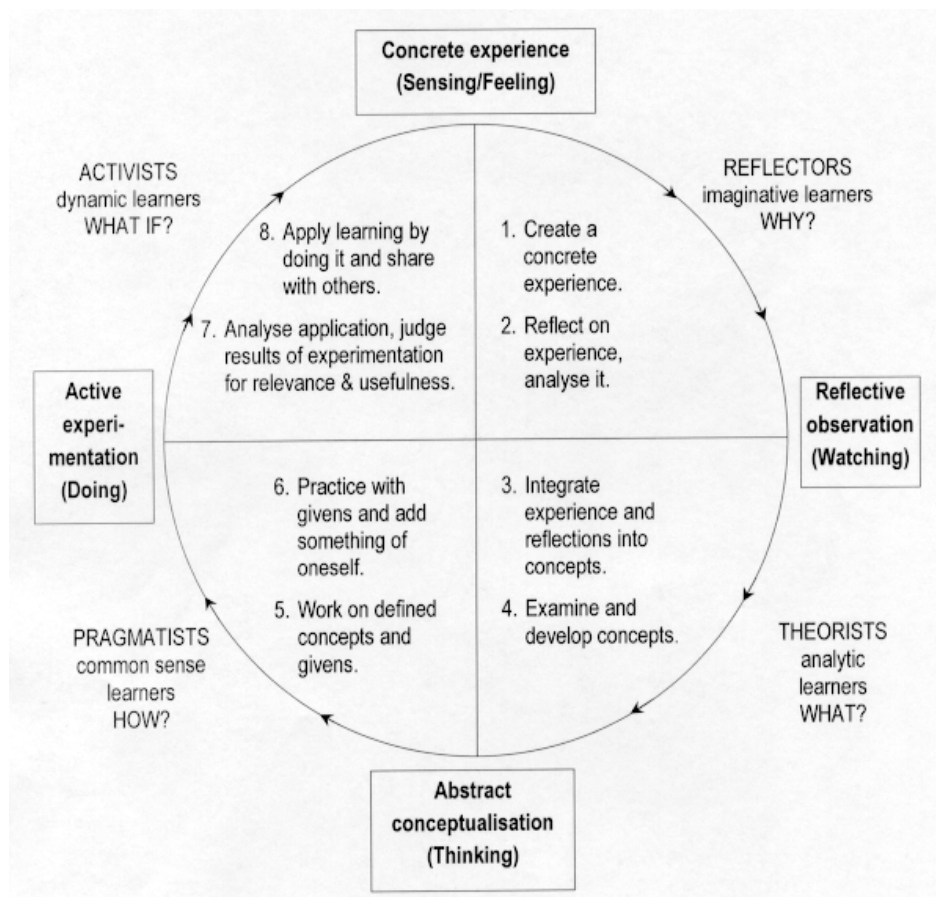 Concrete experience
(Sensing/Feeling)
ACTIVISTS
dynamic learners
WHAT IF?
REFLECTORS
imaginative learners
WHY?
8. Apply learning by
doing it and share
with others.
7. Analyse application, judge
results of experimentation
for relevance & usefulness.
1. Create a
concrete
experience.
2. Reflect on
experience,
analyse it.
Active
experi-
mentation
(Doing)
Reflective
observation
(Watching)
6. Practice with
givens and add
something of
oneself.
5. Work on defined
concepts and
givens.
3. Integrate
experience and
reflections into
concepts.
4. Examine and
develop concepts.
PRAGMATISTS
common sense
learners
HOW?
THEORISTS
analytic
learners
WHAT?
Abstract
conceptualisation
(Thinking)